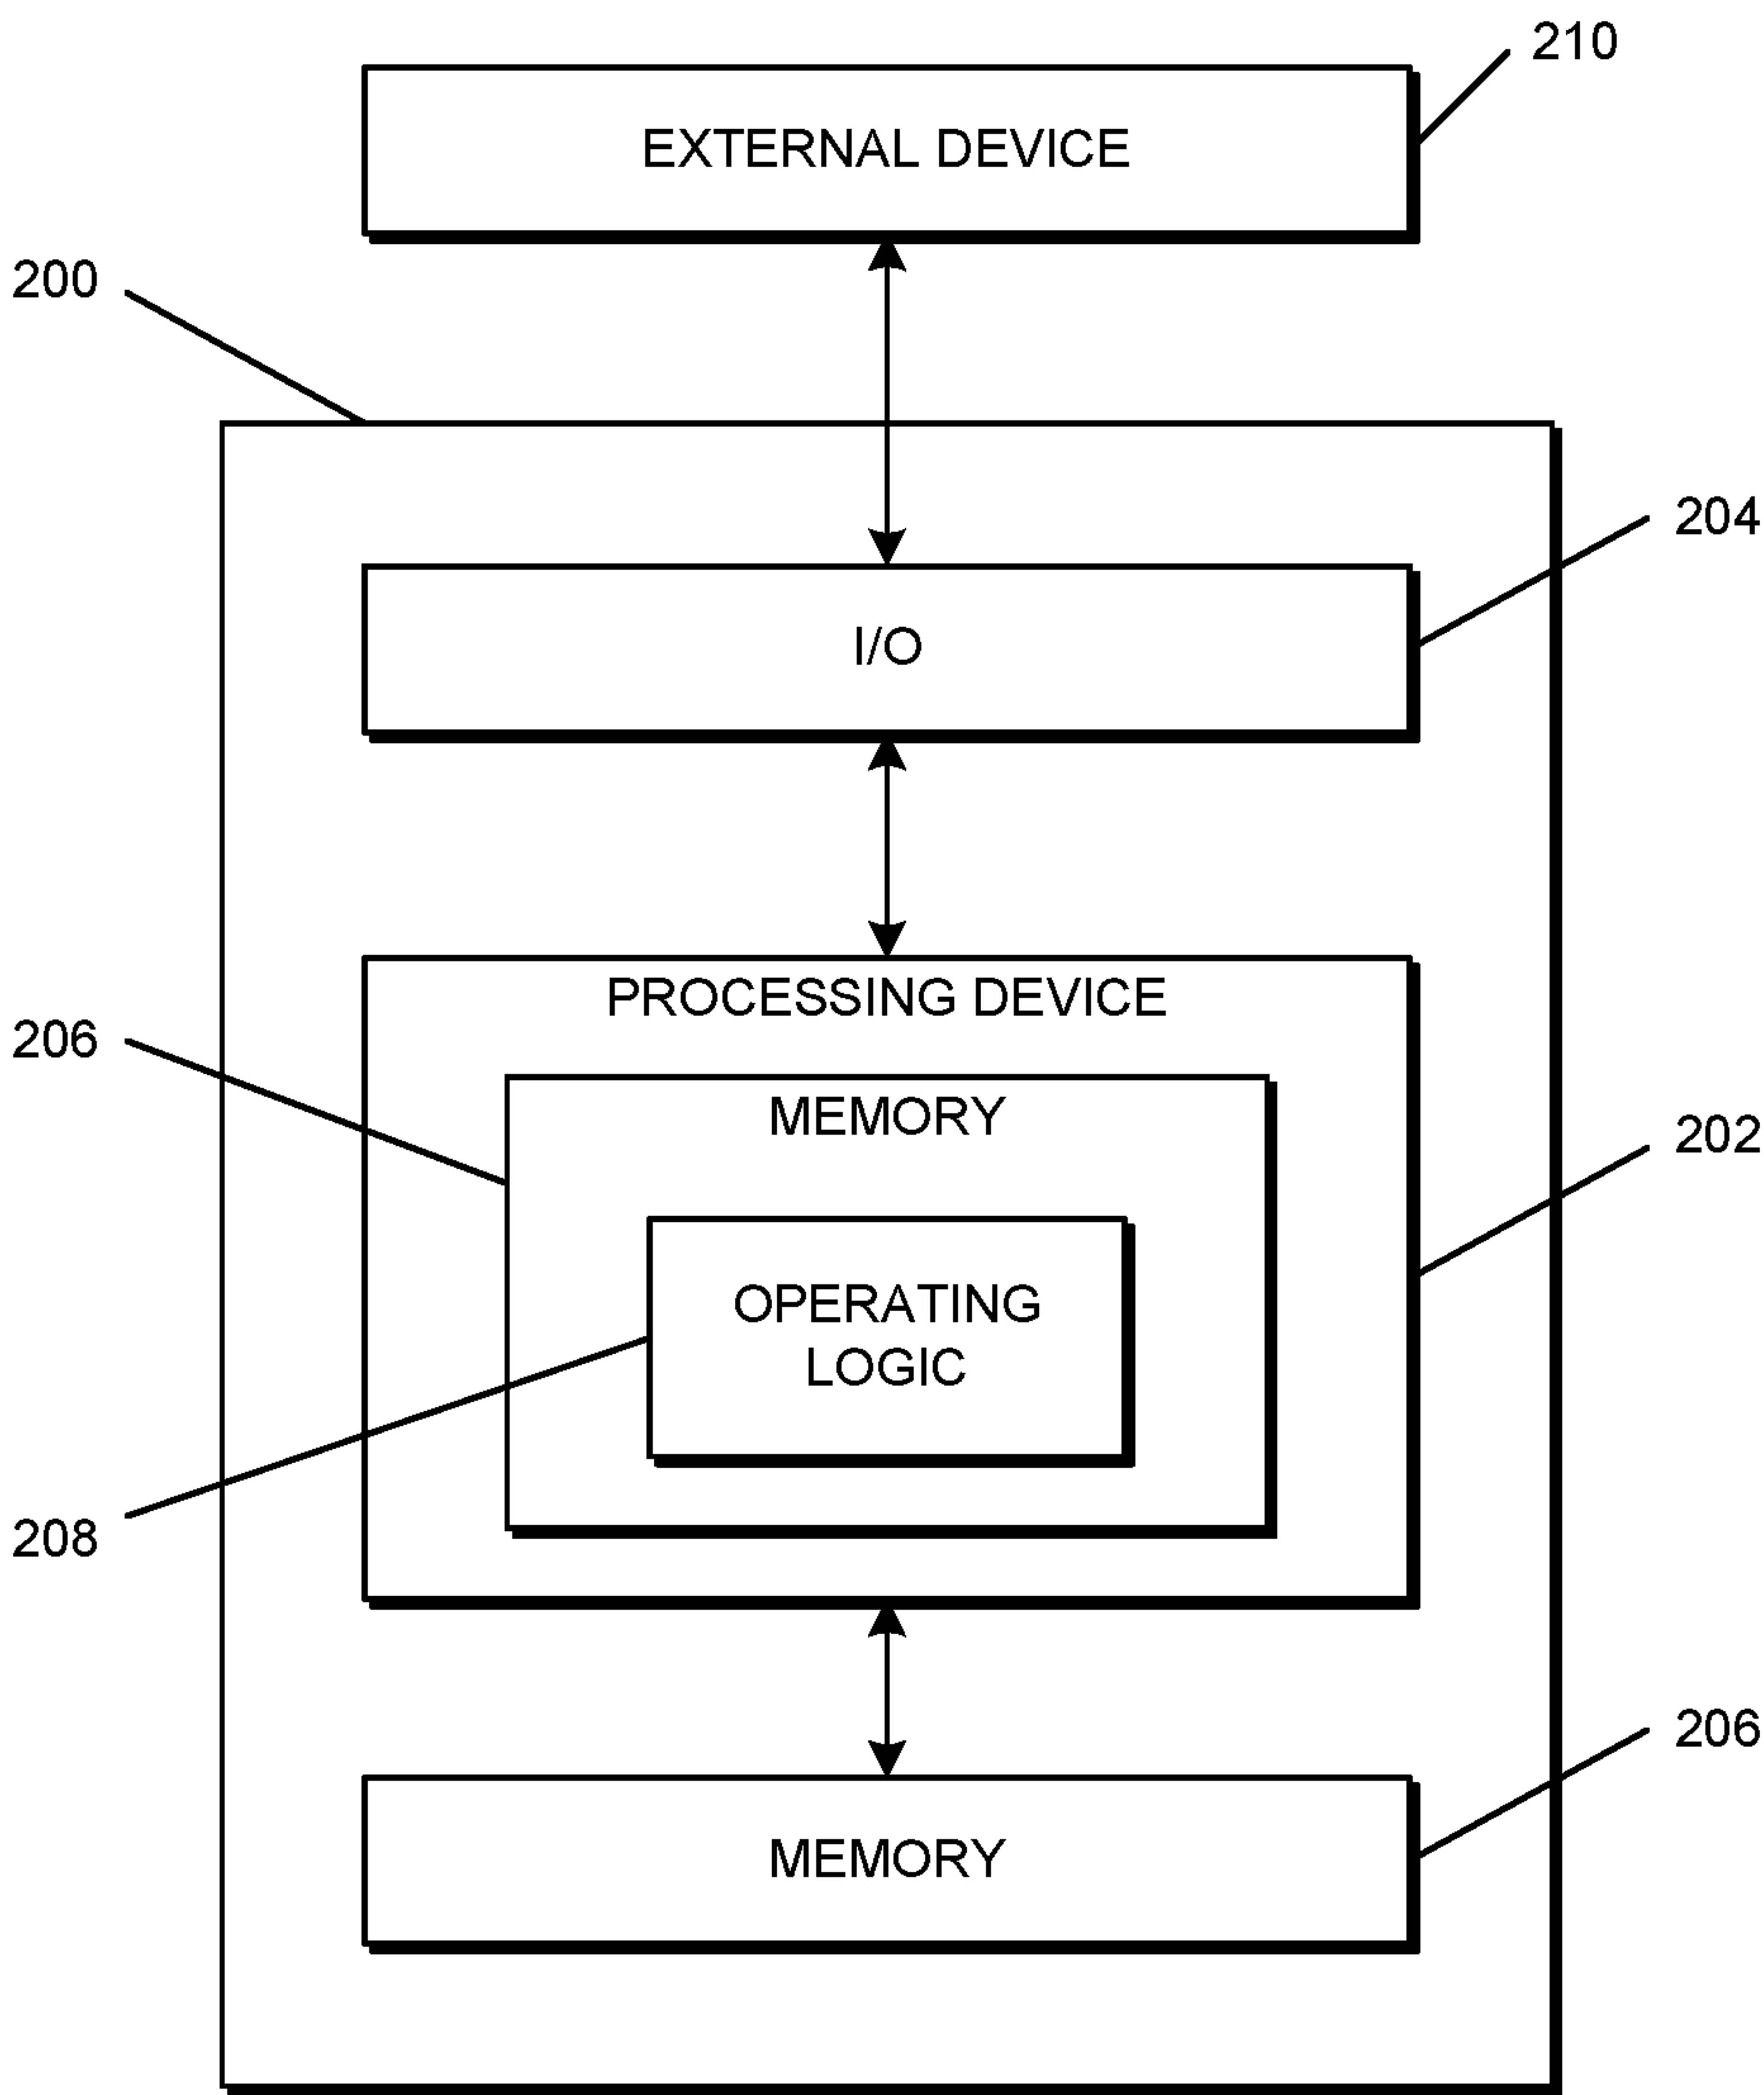 210
EXTERNAL DEVICE
200
204
I/O
PROCESSING DEVICE
206
MEMORY
202
OPERATING
LOGIC
208
206
MEMORY